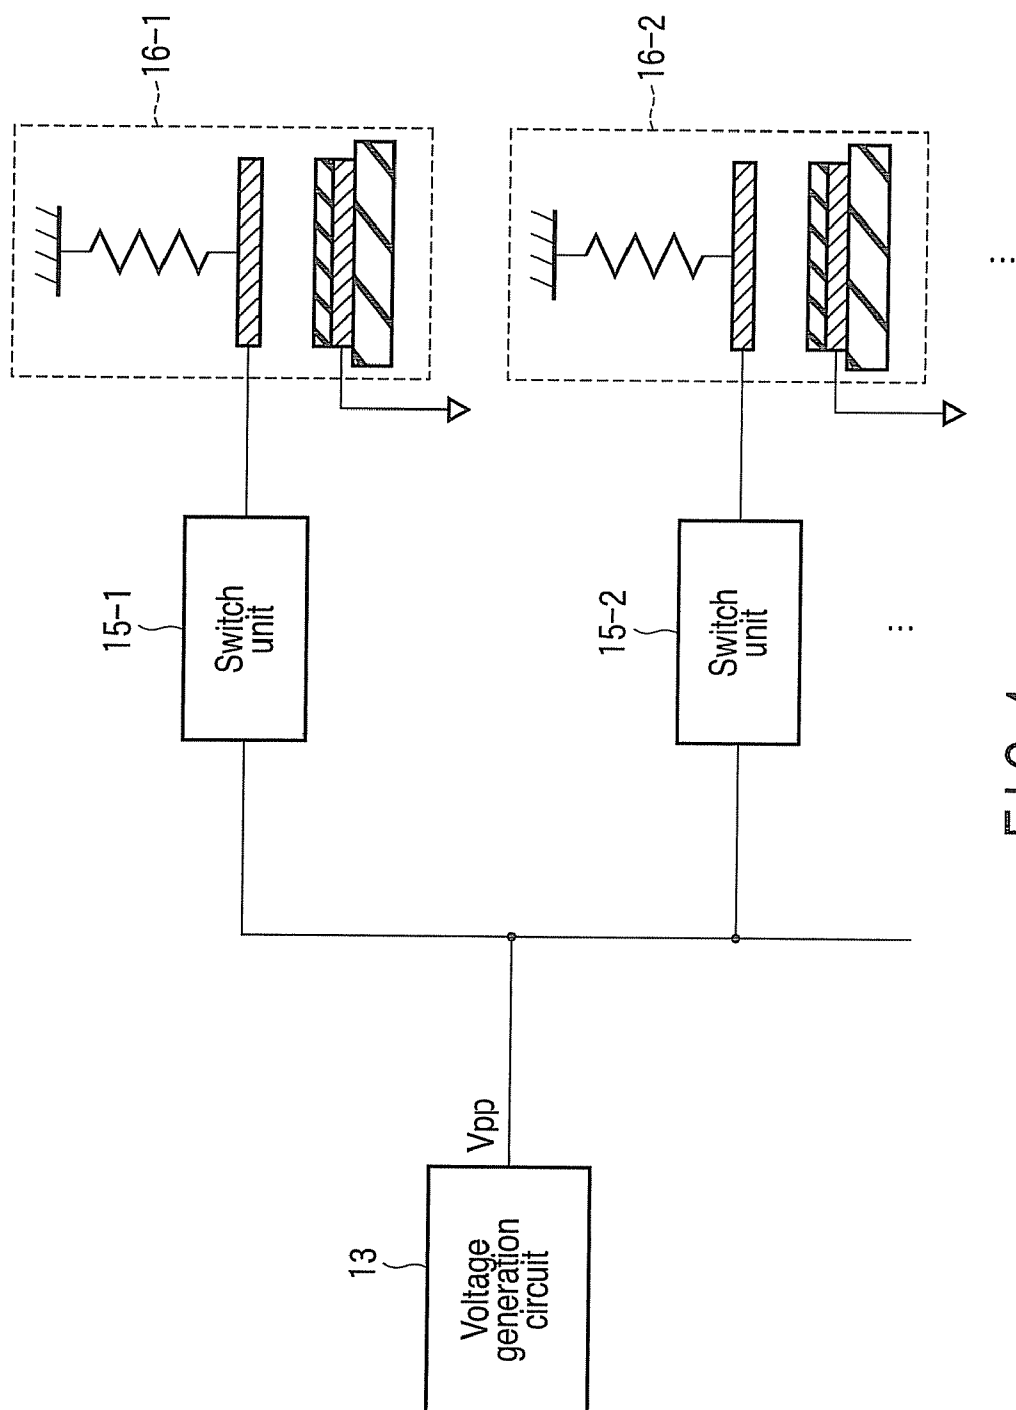 16-1
16-2
15-1
Switch
unit
15-2
Switch
unit
...
...
Vpp
13
Voltage
generation
circuit